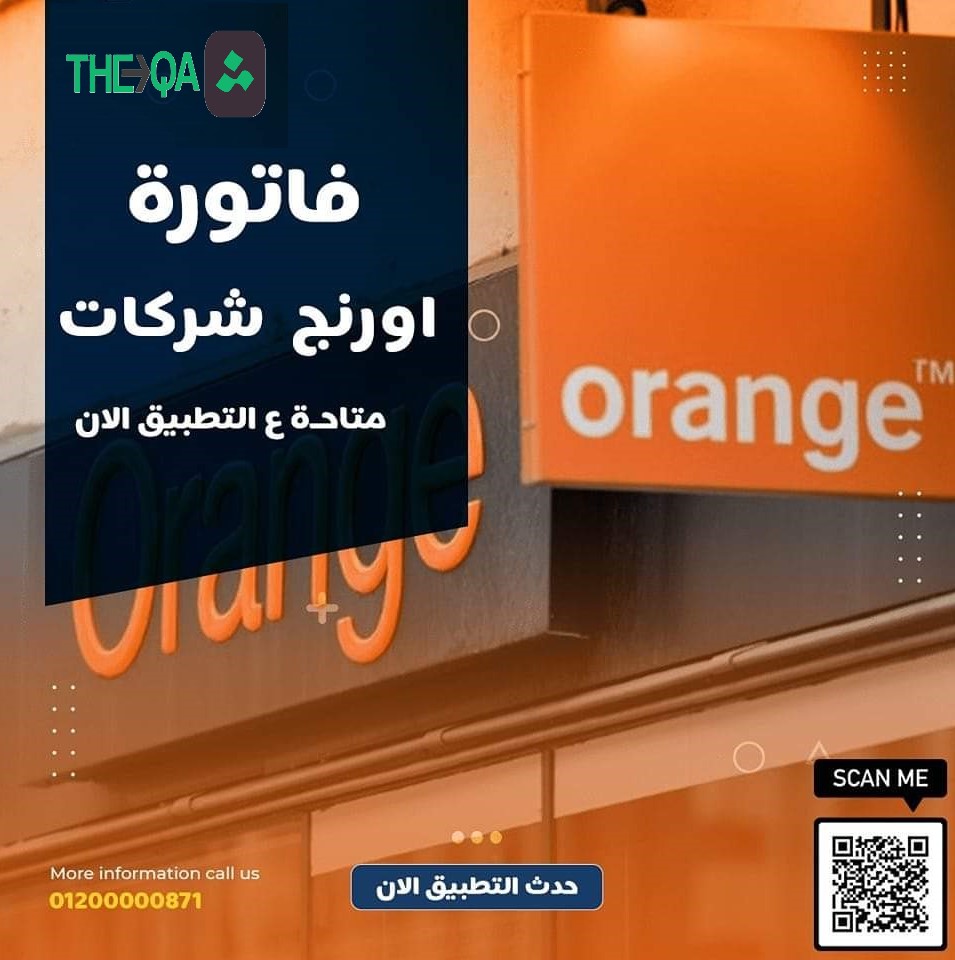 THE QA
فاتورة
اورنج شركات
متاحة ع التطبيق الان
orange™
Orange
SCAN ME
More information call us
01200000871
حدث التطبيق الان